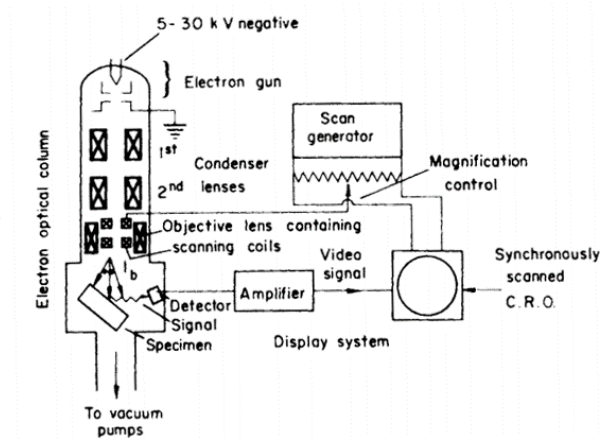 5-30 kV negative
Electron gun
Electron optical column
1st
2nd
Condenser
lenses
Objective lens containing
scanning coils
Scan
generator
Magnification
control
Ib
Detector
Signal
Specimen
Amplifier
Video
signal
Synchronously
scanned
C.R.O.
Display system
To vacuum
pumps